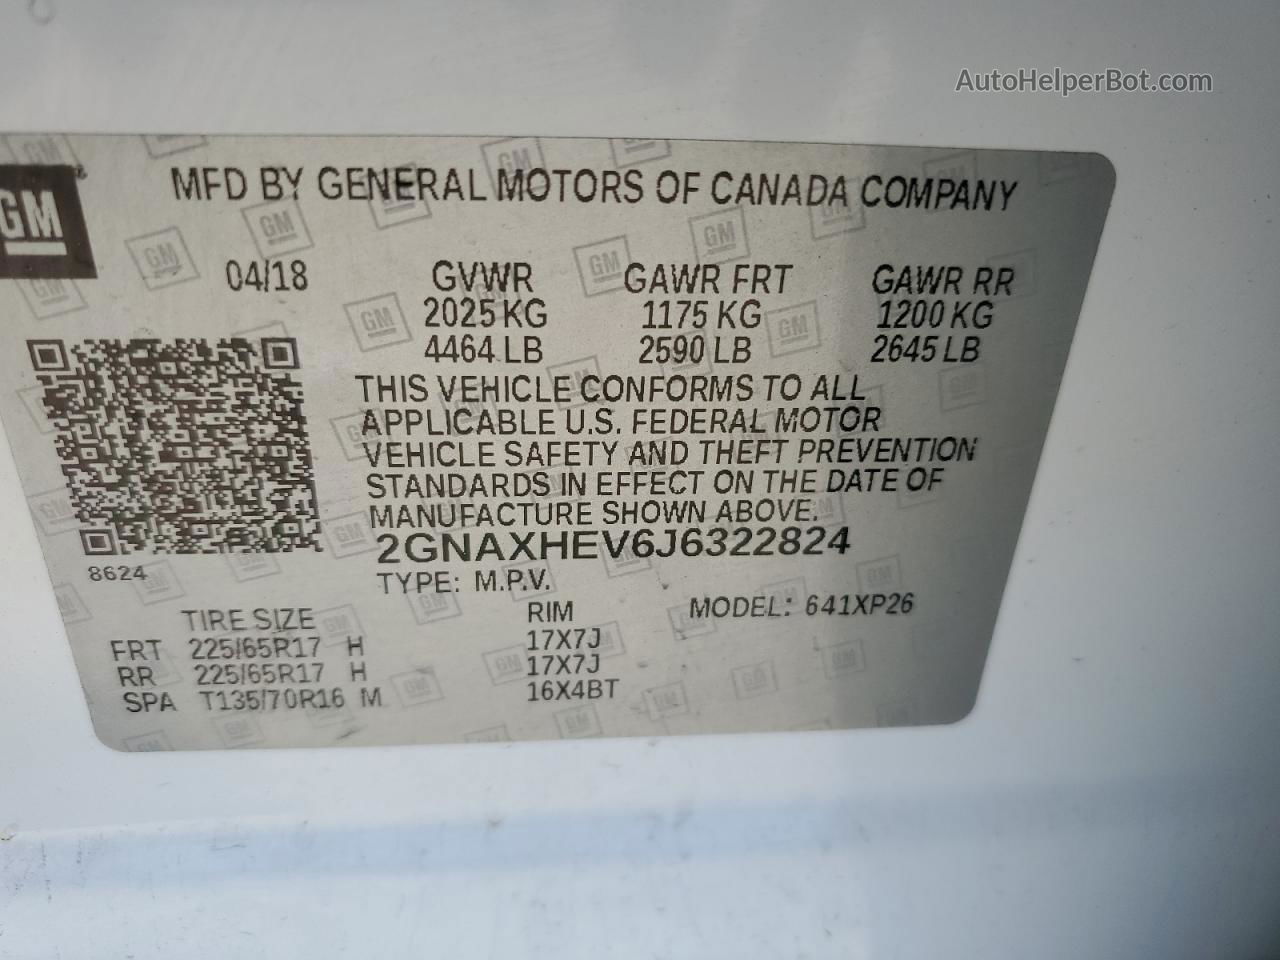 AutoHelperBot.com
GM
MFD BY GENERAL MOTORS OF CANADA COMPANY
04/18 GVWR GAWR FRT GAWR RR
2025 KG 1175 KG 1200 KG
4464 LB 2590 LB 2645 LB
THIS VEHICLE CONFORMS TO ALL
APPLICABLE U.S. FEDERAL MOTOR
VEHICLE SAFETY AND THEFT PREVENTION
STANDARDS IN EFFECT ON THE DATE OF
MANUFACTURE SHOWN ABOVE.
2GNAXHEV6J6322824
8624
TYPE: M.P.V.
TIRE SIZE RIM MODEL: 641XP26
FRT 225/65R17 H 17X7J
RR 225/65R17 H 17X7J
SPA T135/70R16 M 16X4BT